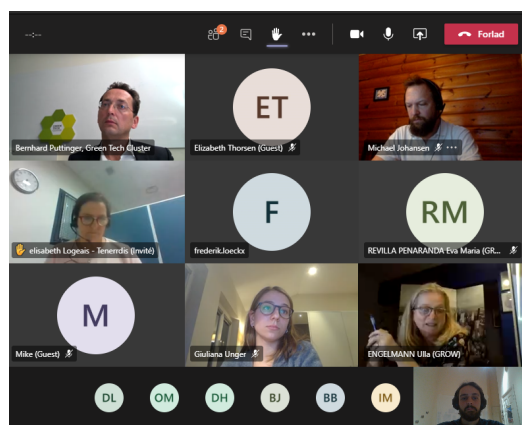 --:--
2
Forlad
ET
Bernhard Puttinger, Green Tech Cluster
Elizabeth Thorsen (Guest)
Michael Johansen
F
RM
elisabeth Logeais - Tenerrdis (Invité)
frederik.loeckx
REVILLA PENARANDA Eva Maria (GR...
M
Mike (Guest)
Giuliana Unger
ENGELMANN Ulla (GROW)
DL
OM
DH
BJ
BB
IM